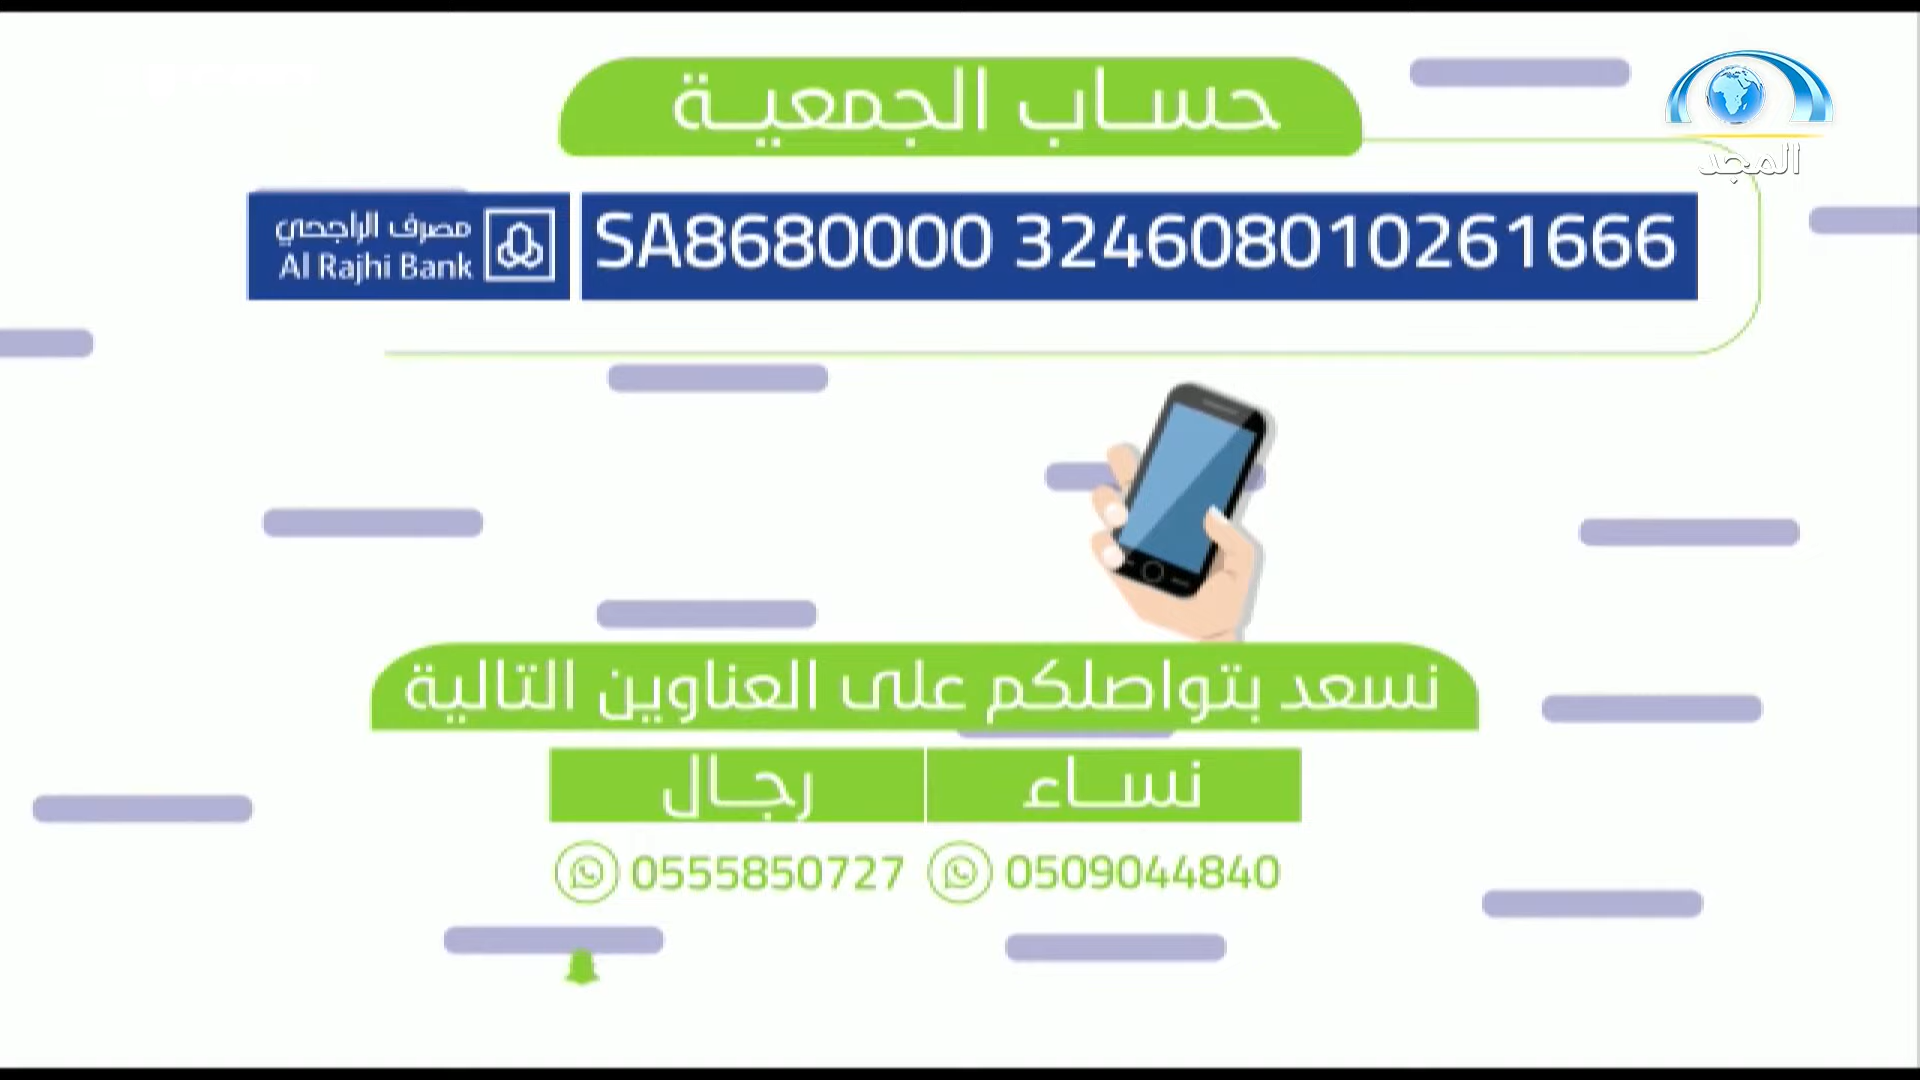 المجد
حساب الجمعية
مصرف الراجحي
Al Rajhi Bank
SA8680000 324608010261666
نسعد بتواصلكم على العناوين التالية
نساء
رجال
0555850727
0509044840